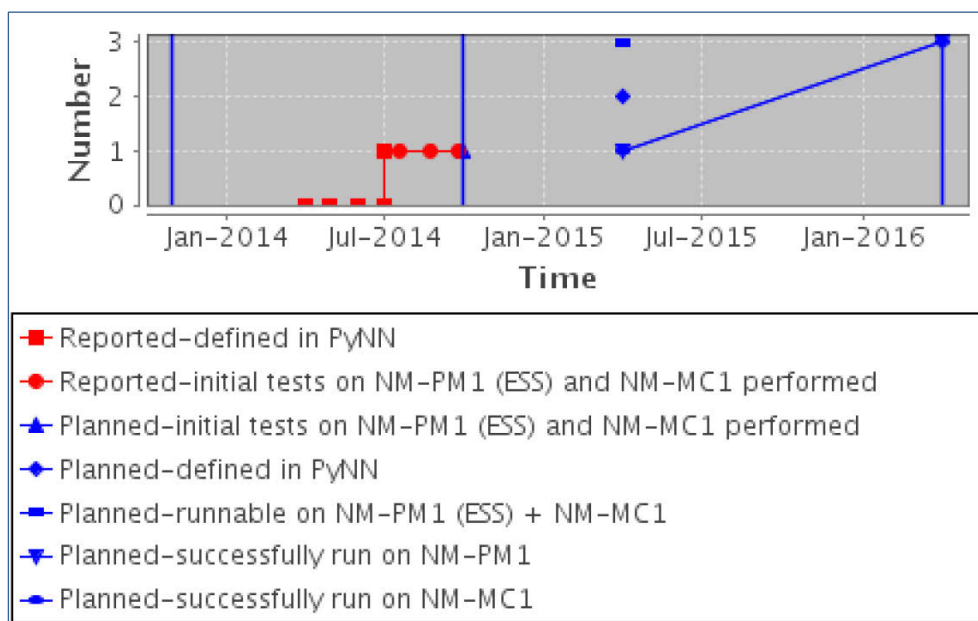 3
2
1
0
Number
Jan-2014 Jul-2014 Jan-2015 Jul-2015 Jan-2016
Time
Reported-defined in PyNN
Reported-initial tests on NM-PM1 (ESS) and NM-MC1 performed
Planned-initial tests on NM-PM1 (ESS) and NM-MC1 performed
Planned-defined in PyNN
Planned-runnable on NM-PM1 (ESS) + NM-MC1
Planned-successfully run on NM-PM1
Planned-successfully run on NM-MC1